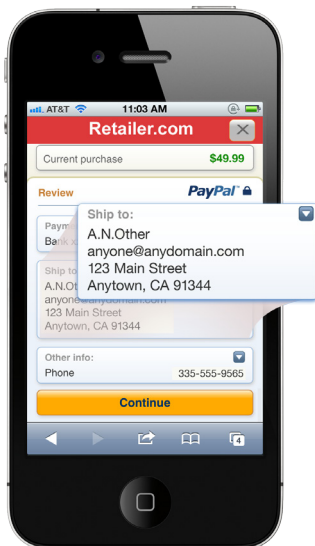 AT&T 11:03 AM
Retailer.com
Current purchase $49.99
Review PayPal™
Paym
Ship to:
A.N.Other
anyone@anydomain.com
123 Main Street
Anytown, CA 91344
Bank
Ship to
A.N.Ot
anyone@anydomain.com
123 Main Street
Anytown, CA 91344
Other info:
Phone 335-555-9565
Continue
4